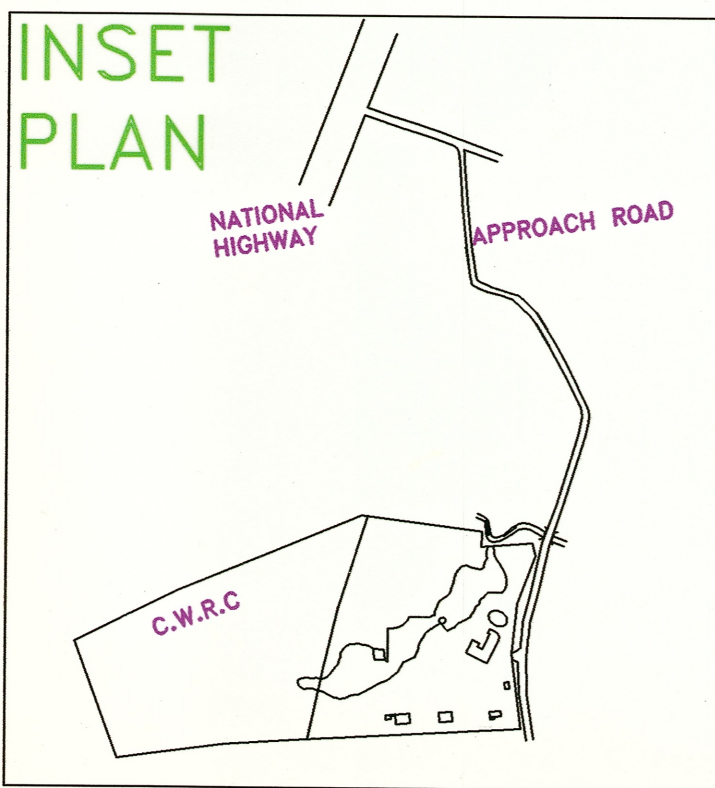 INSET
PLAN
NATIONAL
HIGHWAY
APPROACH ROAD
C.W.R.C